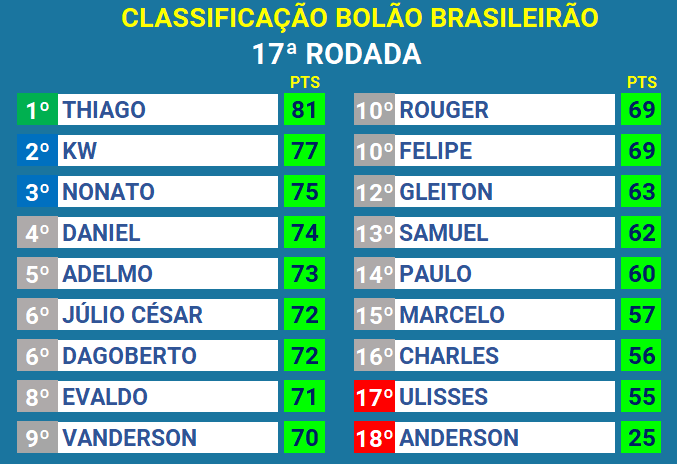 CLASSIFICAÇÃO BOLÃO BRASILEIRÃO
17ª RODADA
PTS
1º THIAGO 81
2º KW 77
3º NONATO 75
4º DANIEL 74
5º ADELMO 73
6º JÚLIO CÉSAR 72
6º DAGOBERTO 72
8º EVALDO 71
9º VANDERSON 70
PTS
10º ROUGER 69
10º FELIPE 69
12º GLEITON 63
13º SAMUEL 62
14º PAULO 60
15º MARCELO 57
16º CHARLES 56
17º ULISSES 55
18º ANDERSON 25